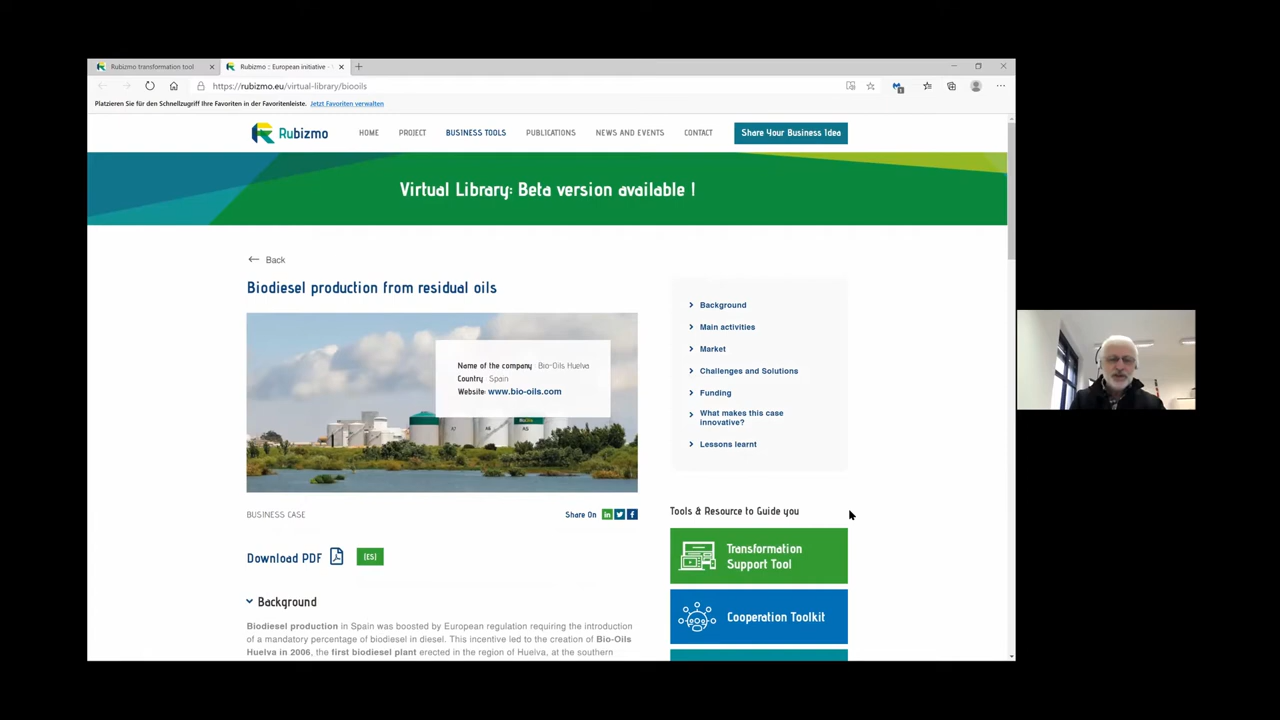 Rubizmo transformation tool
Rubizmo :: European initiative -
https://rubizmo.eu/virtual-library/biooils
Platzieren Sie für den Schnellzugriff Ihre Favoriten in der Favoritenleiste. Jetzt Favoriten verwalten
Rubizmo
HOME
PROJECT
BUSINESS TOOLS
PUBLICATIONS
NEWS AND EVENTS
CONTACT
Share Your Business Idea
Virtual Library: Beta version available !
Back
Biodiesel production from residual oils
Name of the company Bio-Oils Huelva
Country Spain
Website: www.bio-oils.com
BUSINESS CASE
Share On
Download PDF
(ES)
Background
Biodiesel production in Spain was boosted by European regulation requiring the introduction
of a mandatory percentage of biodiesel in diesel. This incentive led to the creation of Bio-Oils
Huelva in 2006, the first biodiesel plant erected in the region of Huelva, at the southern
Background
Main activities
Market
Challenges and Solutions
Funding
What makes this case
innovative?
Lessons learnt
Tools & Resource to Guide you
Transformation
Support Tool
Cooperation Toolkit